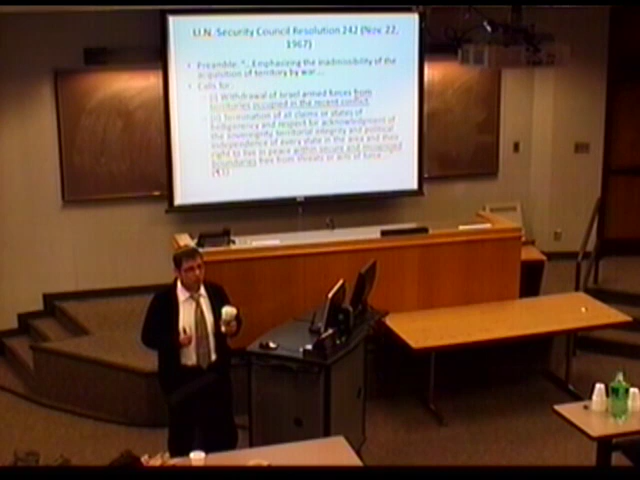 U.N. Security Council Resolution 242 (Nov. 22,
1967)
• Preamble: "…Emphasizing the inadmissibility of the
acquisition of territory by war…
• Calls for:
(i) Withdrawal of Israel armed forces from
territories occupied in the recent conflict
(ii) Termination of all claims or states of
belligerency and respect for acknowledgment of
the sovereignty territorial integrity and political
independence of every state in the area and their
right to live in peace within secure and recognized
boundaries free from threats or acts of force…"